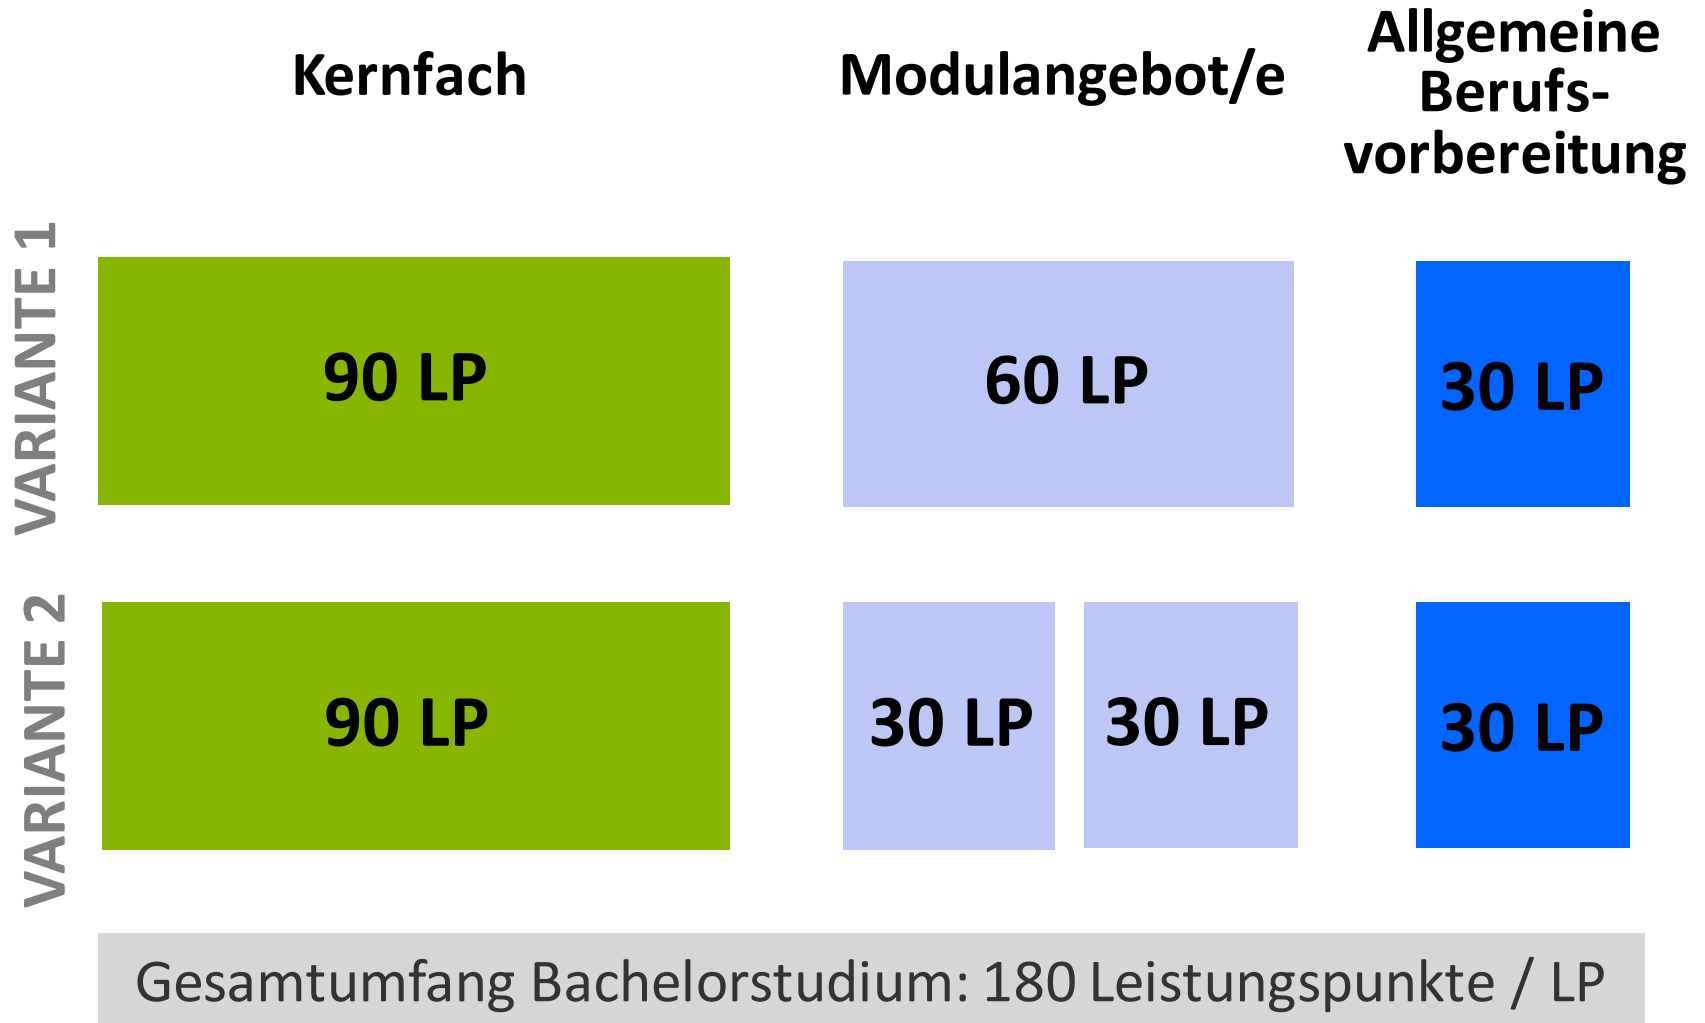 Kernfach
Modulangebot/e
Allgemeine
Berufs-
vorbereitung
VARIANTE 1
90 LP
60 LP
30 LP
VARIANTE 2
90 LP
30 LP
30 LP
30 LP
Gesamtumfang Bachelorstudium: 180 Leistungspunkte / LP